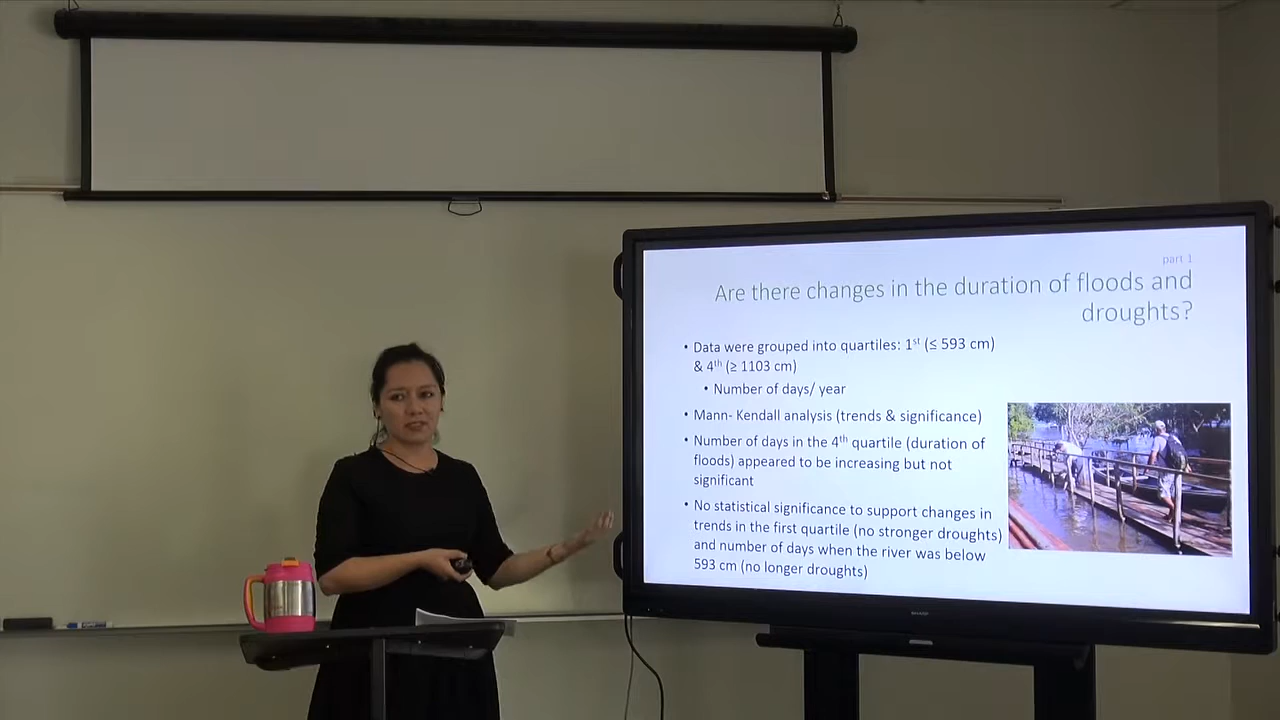 part 1
Are there changes in the duration of floods and
droughts?
• Data were grouped into quartiles: 1st (≤ 593 cm)
& 4th (≥ 1103 cm)
• Number of days/ year
• Mann- Kendall analysis (trends & significance)
• Number of days in the 4th quartile (duration of
floods) appeared to be increasing but not
significant
• No statistical significance to support changes in
trends in the first quartile (no stronger droughts)
and number of days when the river was below
593 cm (no longer droughts)
SHARP